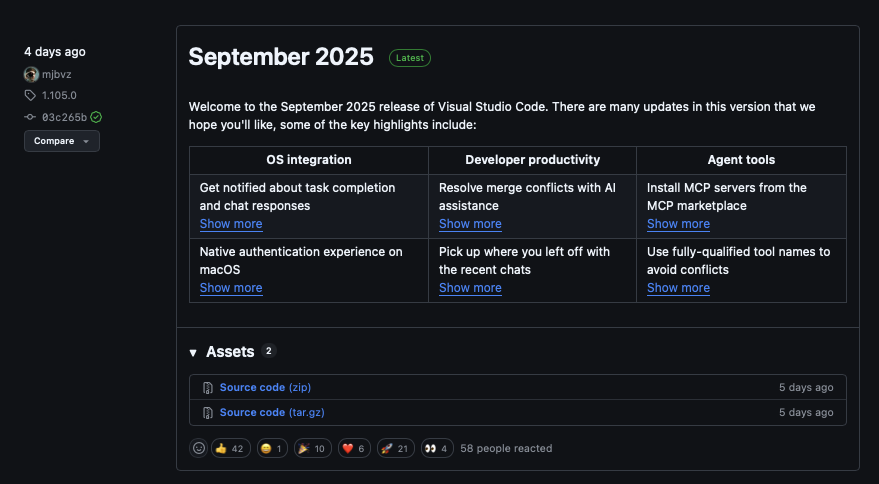 4 days ago
mjbvz
1.105.0
03c265b
Compare
September 2025
Latest
Welcome to the September 2025 release of Visual Studio Code. There are many updates in this version that we
hope you'll like, some of the key highlights include:
OS integration
Developer productivity
Agent tools
Get notified about task completion
and chat responses
Show more
Resolve merge conflicts with AI
assistance
Show more
Install MCP servers from the
MCP marketplace
Show more
Native authentication experience on
macOS
Show more
Pick up where you left off with
the recent chats
Show more
Use fully-qualified tool names to
avoid conflicts
Show more
Assets 2
Source code (zip) 5 days ago
Source code (tar.gz) 5 days ago
👍 42 😄 1 🎉 10 ❤️ 6 🚀 21 👀 4 58 people reacted